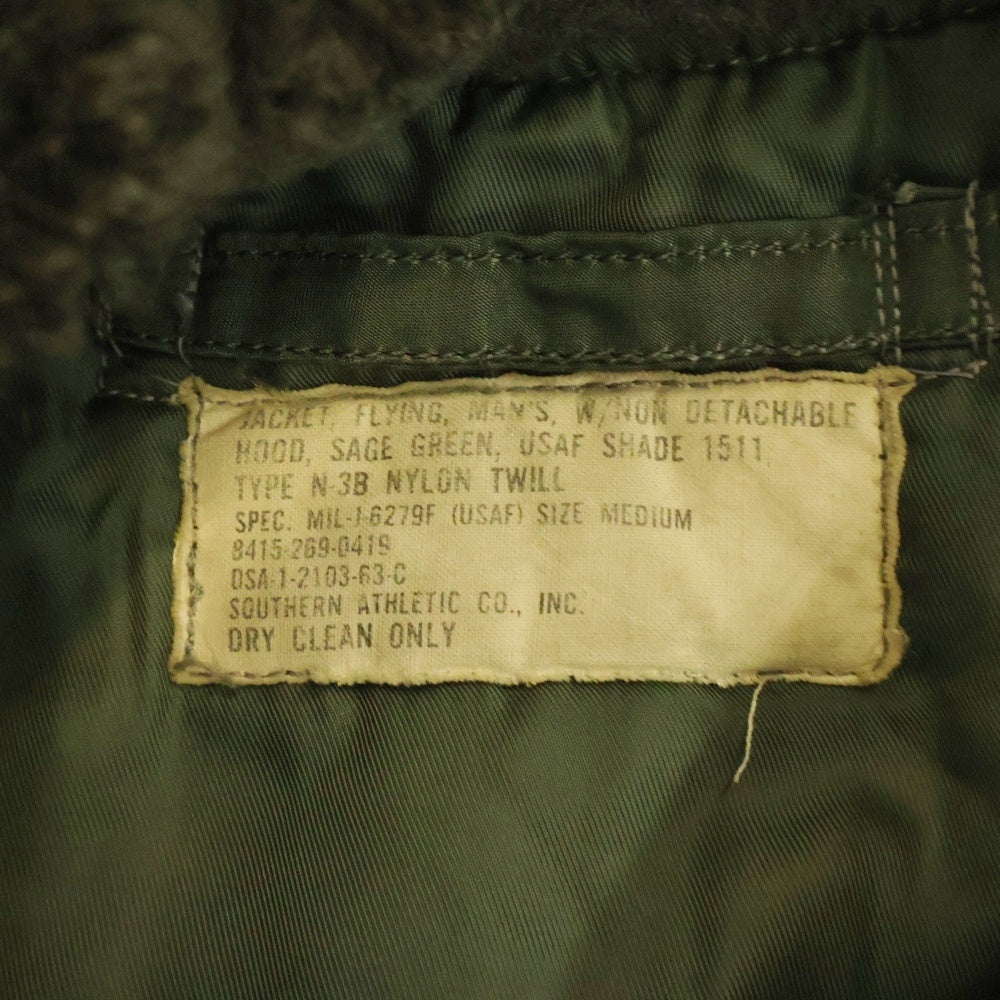 JACKET, FLYING, MAN'S, W/NON DETACHABLE
HOOD, SAGE GREEN, USAF SHADE 1511,
TYPE N-3B NYLON TWILL
SPEC. MIL-J-6279F (USAF) SIZE MEDIUM
8415-269-0419
DSA-1-2103-63-C
SOUTHERN ATHLETIC CO., INC.
DRY CLEAN ONLY